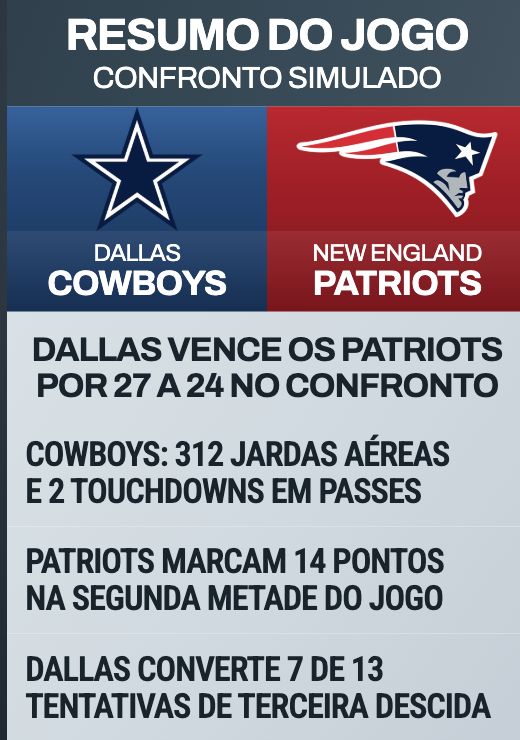 RESUMO DO JOGO
CONFRONTO SIMULADO
DALLAS
COWBOYS
NEW ENGLAND
PATRIOTS
DALLAS VENCE OS PATRIOTS
POR 27 A 24 NO CONFRONTO
COWBOYS: 312 JARDAS AÉREAS
E 2 TOUCHDOWNS EM PASSES
PATRIOTS MARCAM 14 PONTOS
NA SEGUNDA METADE DO JOGO
DALLAS CONVERTE 7 DE 13
TENTATIVAS DE TERCEIRA DESCIDA